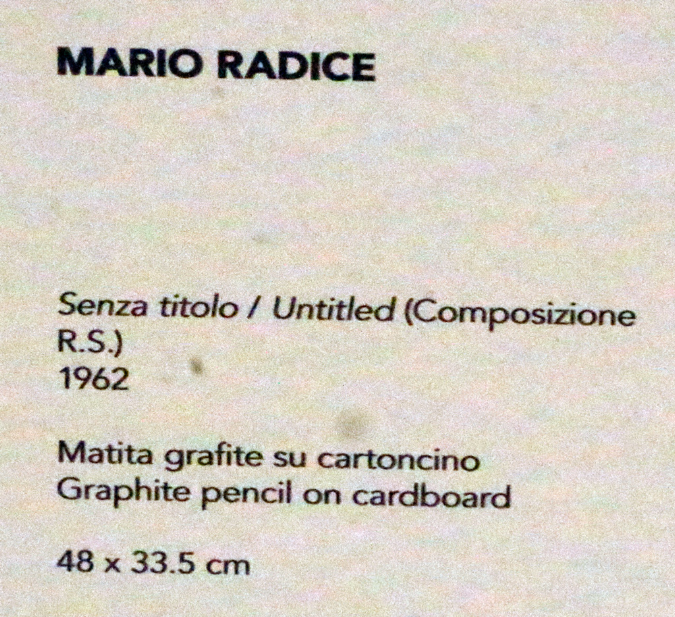 MARIO RADICE
Senza titolo / Untitled (Composizione
R.S.)
1962
Matita grafite su cartoncino
Graphite pencil on cardboard
48 x 33.5 cm